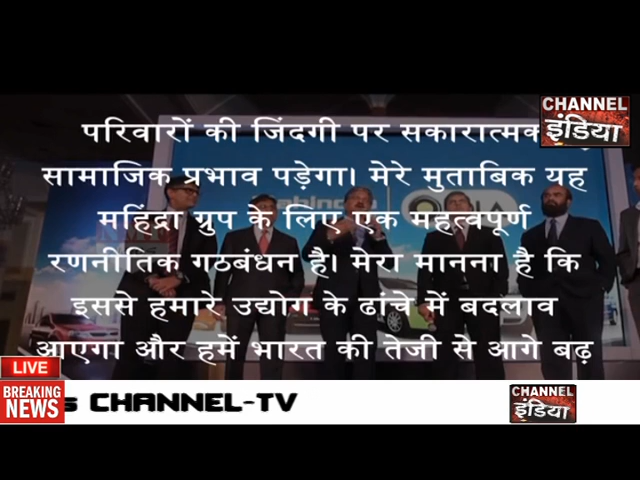 CHANNEL
इंडिया
परिवारों की जिंदगी पर सकारात्मक
सामाजिक प्रभाव पड़ेगा। मेरे मुताबिक यह
महिंद्रा ग्रुप के लिए एक महत्वपूर्ण
रणनीतिक गठबंधन है। मेरा मानना है कि
इससे हमारे उद्योग के ढांचे में बदलाव
आएगा और हमें भारत की तेजी से आगे बढ़
LIVE
BREAKING
NEWS
CHANNEL-TV
CHANNEL
इंडिया